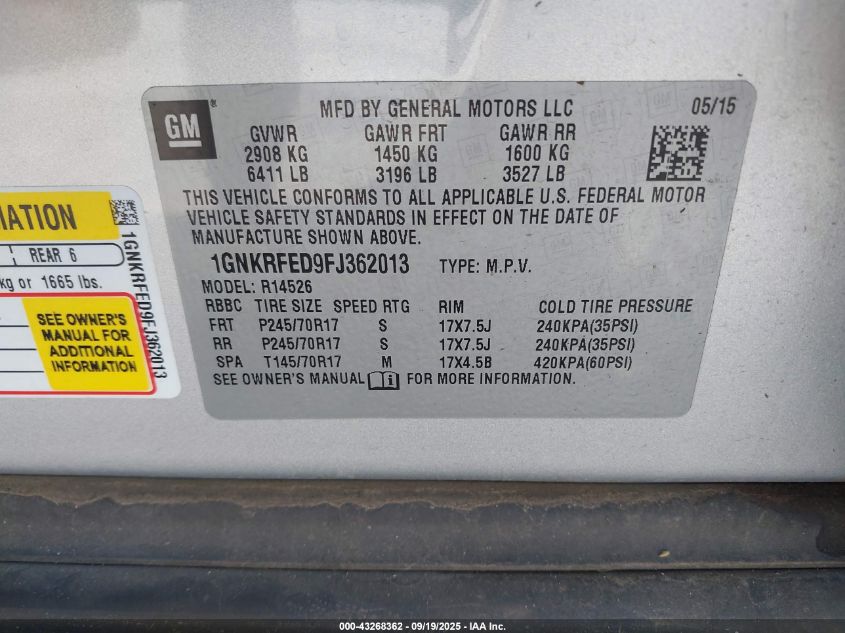 GM
MFD BY GENERAL MOTORS LLC 05/15
GVWR GAWR FRT GAWR RR
2908 KG 1450 KG 1600 KG
6411 LB 3196 LB 3527 LB
THIS VEHICLE CONFORMS TO ALL APPLICABLE U.S. FEDERAL MOTOR
VEHICLE SAFETY STANDARDS IN EFFECT ON THE DATE OF
MANUFACTURE SHOWN ABOVE.
1GNKRFED9FJ362013 TYPE: M.P.V.
MODEL: R14526
RBBC TIRE SIZE SPEED RTG RIM COLD TIRE PRESSURE
FRT P245/70R17 S 17X7.5J 240KPA(35PSI)
RR P245/70R17 S 17X7.5J 240KPA(35PSI)
SPA T145/70R17 M 17X4.5B 420KPA(60PSI)
SEE OWNER'S MANUAL FOR MORE INFORMATION.
MATION
REAR 6
kg or 1665 lbs.
SEE OWNER'S
MANUAL FOR
ADDITIONAL
INFORMATION
1GNKRFED9FJ362013
000-43268362 - 09/19/2025 - IAA Inc.